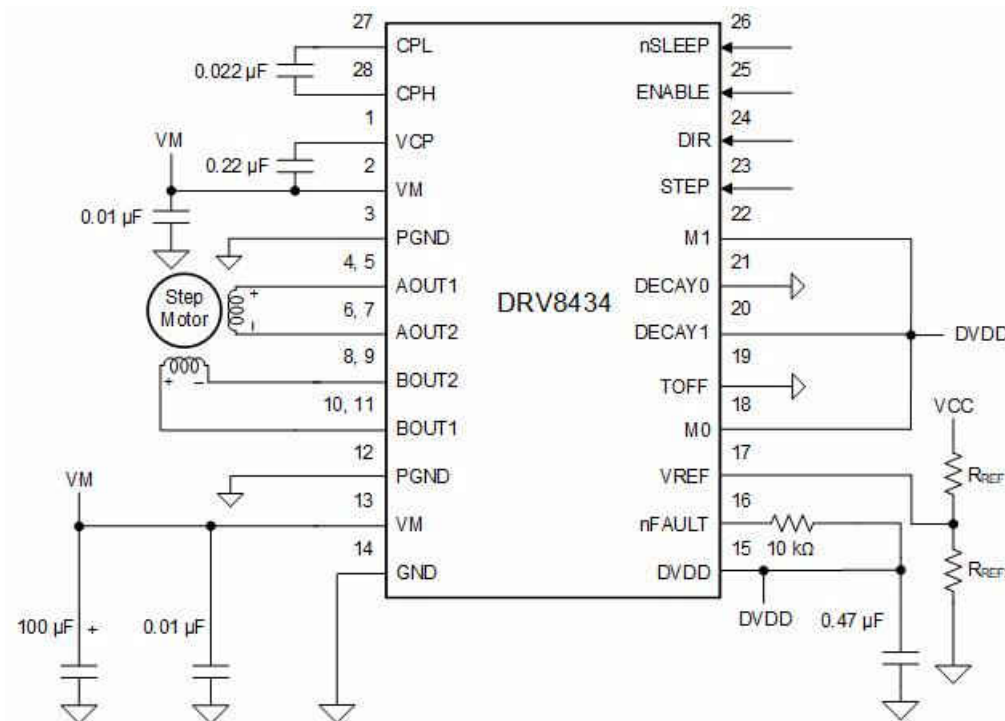 27
CPL
0.022 µF
28
CPH
1
VCP
VM
0.22 µF
2
VM
0.01 µF
3
PGND
4, 5
AOUT1
Step
Motor
+
–
6, 7
AOUT2
8, 9
BOUT2
+
–
10, 11
BOUT1
12
PGND
VM
13
VM
14
GND
100 µF
+
0.01 µF
DRV8434
26
nSLEEP
25
ENABLE
24
DIR
23
STEP
22
M1
21
DECAY0
20
DECAY1
DVDD
19
TOFF
18
M0
VCC
17
VREF
RREF
16
nFAULT
10 kΩ
15
DVDD
RREF
DVDD
0.47 µF